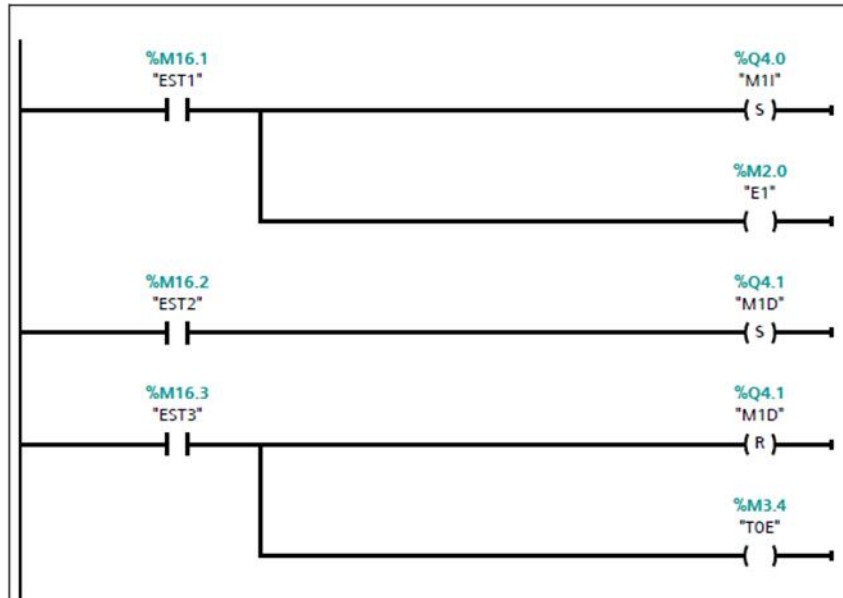 %M16.1
"EST1"
%Q4.0
"M1I"
S
%M2.0
"E1"
%M16.2
"EST2"
%Q4.1
"M1D"
S
%M16.3
"EST3"
%Q4.1
"M1D"
R
%M3.4
"T0E"